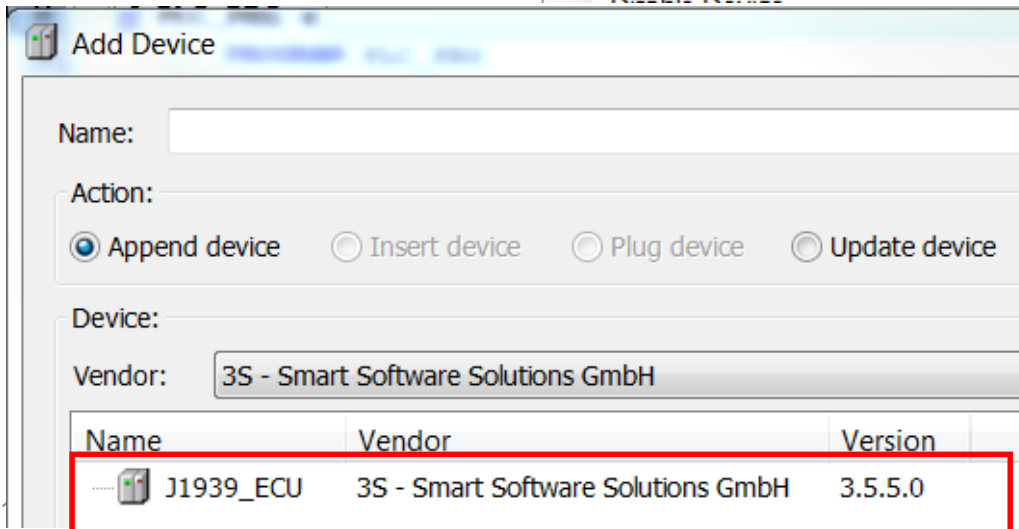 Add Device
Name:
Action:
Append device Insert device Plug device Update device
Device:
Vendor: 3S - Smart Software Solutions GmbH
Name Vendor Version
J1939_ECU 3S - Smart Software Solutions GmbH 3.5.5.0